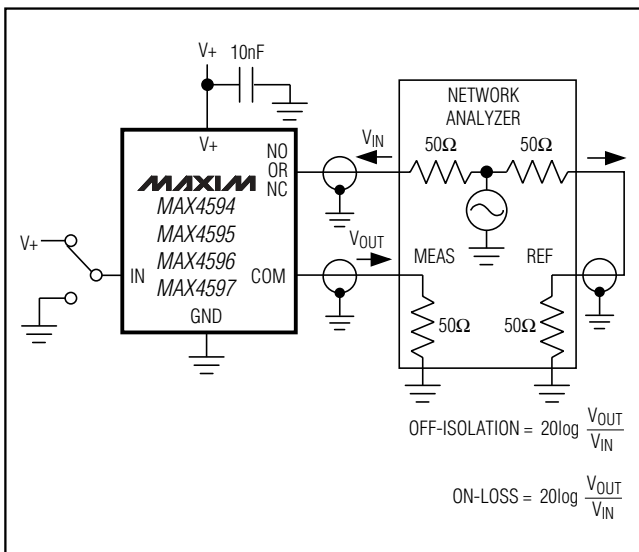 V+
10nF
V+
NO
OR
NC
MAXIM
MAX4594
MAX4595
MAX4596
MAX4597
V+
IN
COM
GND
VIN
VOUT
NETWORK
ANALYZER
50Ω
50Ω
MEAS
REF
50Ω
50Ω
OFF-ISOLATION = 20log VOUT/VIN
ON-LOSS = 20log VOUT/VIN